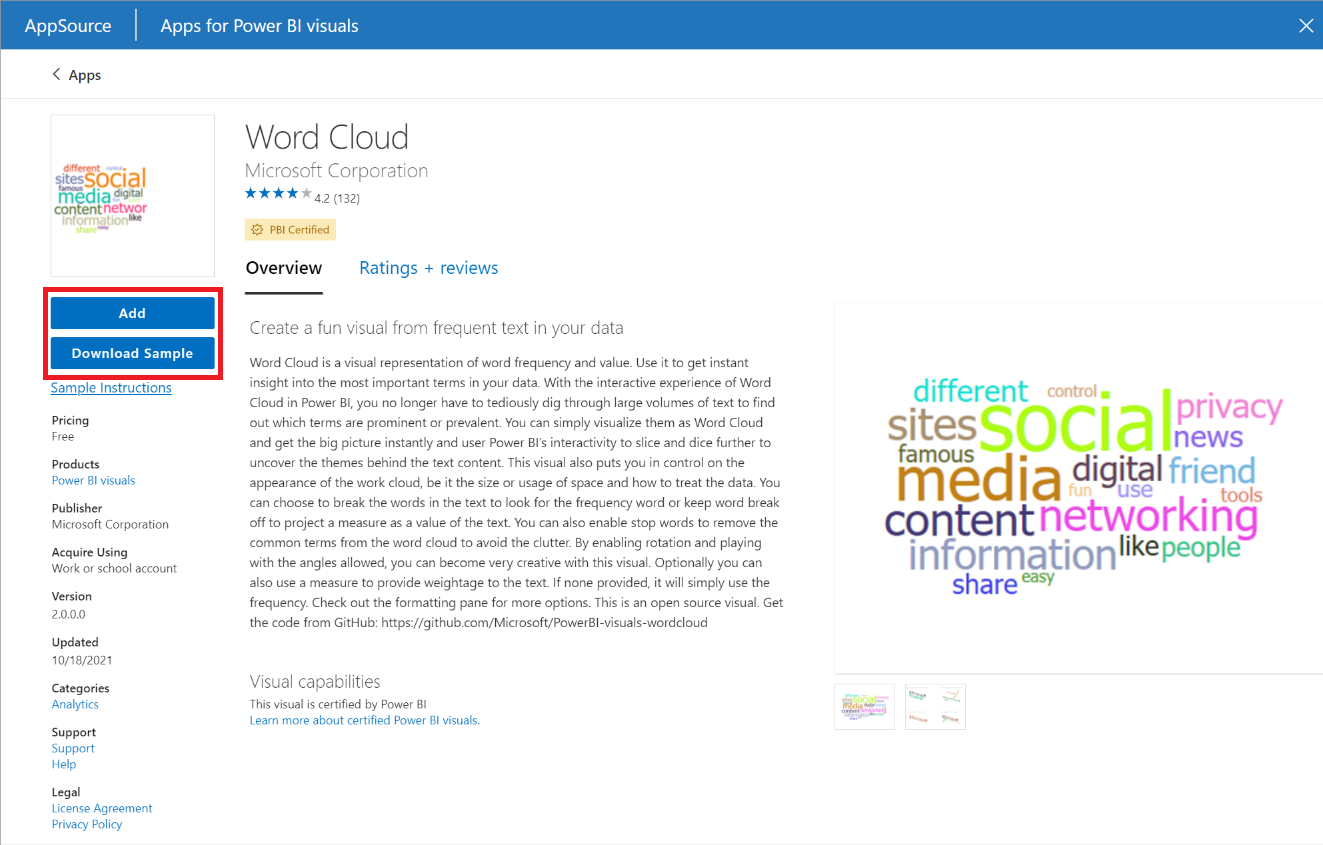 AppSource
Apps for Power BI visuals
Apps
different control
sites social
famous
media digital
fun
content networ
information like
share easy
Add
Download Sample
Sample Instructions
Pricing
Free
Products
Power BI visuals
Publisher
Microsoft Corporation
Acquire Using
Work or school account
Version
2.0.0.0
Updated
10/18/2021
Categories
Analytics
Support
Support
Help
Legal
License Agreement
Privacy Policy
Word Cloud
Microsoft Corporation
4.2 (132)
PBI Certified
Overview
Ratings + reviews
Create a fun visual from frequent text in your data
Word Cloud is a visual representation of word frequency and value. Use it to get instant
insight into the most important terms in your data. With the interactive experience of Word
Cloud in Power BI, you no longer have to tediously dig through large volumes of text to find
out which terms are prominent or prevalent. You can simply visualize them as Word Cloud
and get the big picture instantly and user Power BI's interactivity to slice and dice further to
uncover the themes behind the text content. This visual also puts you in control on the
appearance of the work cloud, be it the size or usage of space and how to treat the data. You
can choose to break the words in the text to look for the frequency word or keep word break
off to project a measure as a value of the text. You can also enable stop words to remove the
common terms from the word cloud to avoid the clutter. By enabling rotation and playing
with the angles allowed, you can become very creative with this visual. Optionally you can
also use a measure to provide weightage to the text. If none provided, it will simply use the
frequency. Check out the formatting pane for more options. This is an open source visual. Get
the code from GitHub: https://github.com/Microsoft/PowerBI-visuals-wordcloud
Visual capabilities
This visual is certified by Power BI
Learn more about certified Power BI visuals.
different control
sites social privacy
news
famous
media digital friend
fun use tools
content networking
information like people
share easy